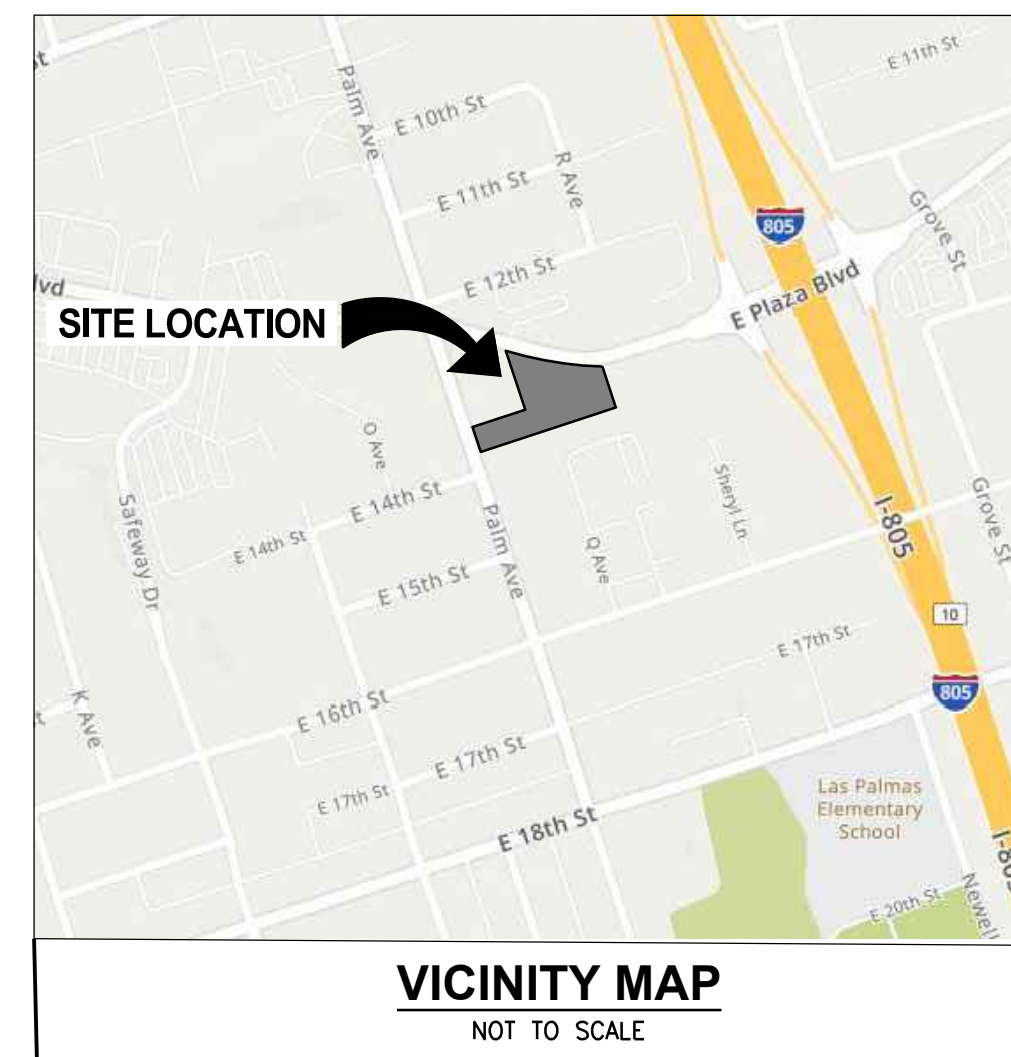 E 11th St
Palm Ave
E 10th St
R Ave
E 11th St
Grove St
805
E 12th St
E Plaza Blvd
lvd
SITE LOCATION
O Ave
E 14th St
Sheryl Ln
Safeway Dr
E 14th St
Palm Ave
Q Ave
I-805
Grove St
E 15th St
10
E 17th St
805
K Ave
E 16th St
E 17th St
E 17th St
Las Palmas
Elementary
School
E 18th St
I-805
E 20th St
Newell
VICINITY MAP
NOT TO SCALE